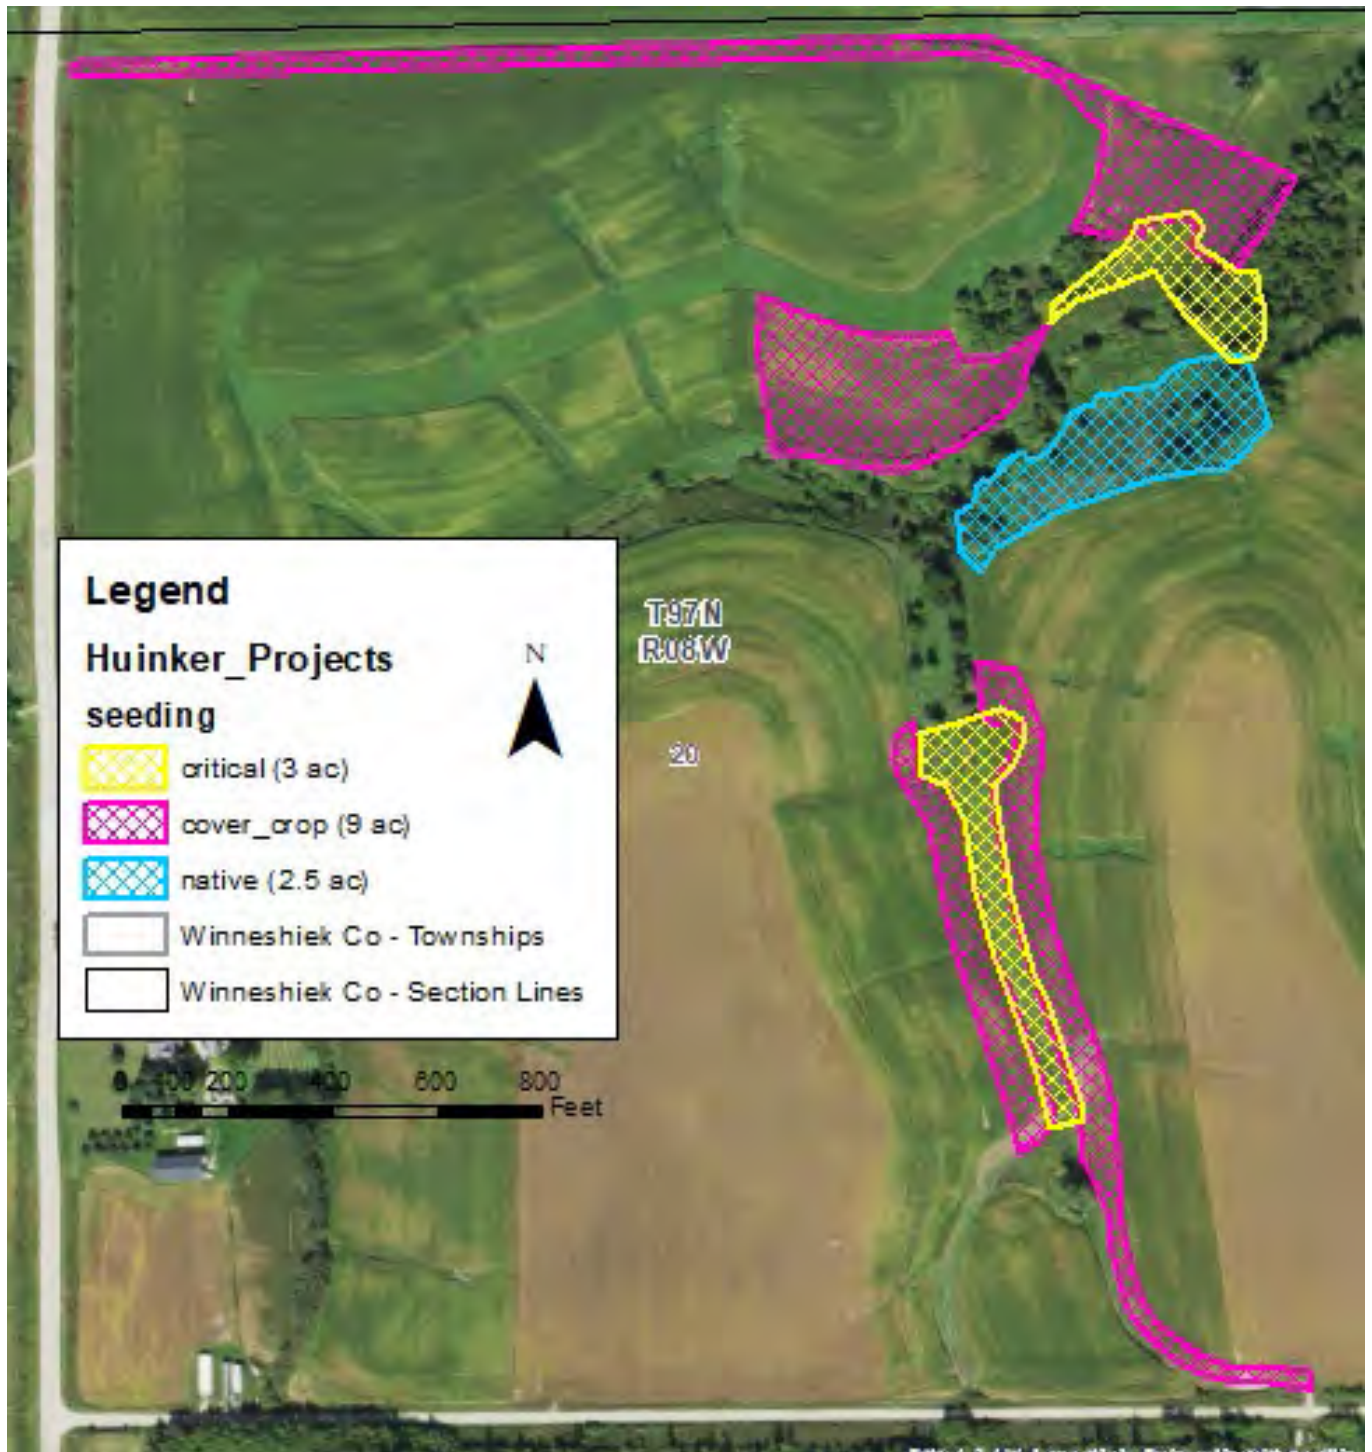 T97N
R08W
20
Legend
Huinker_Projects
N
seeding
critical (3 ac)
cover_crop (9 ac)
native (2.5 ac)
Winneshiek Co - Townships
Winneshiek Co - Section Lines
0 100 200 400 600 800
Feet